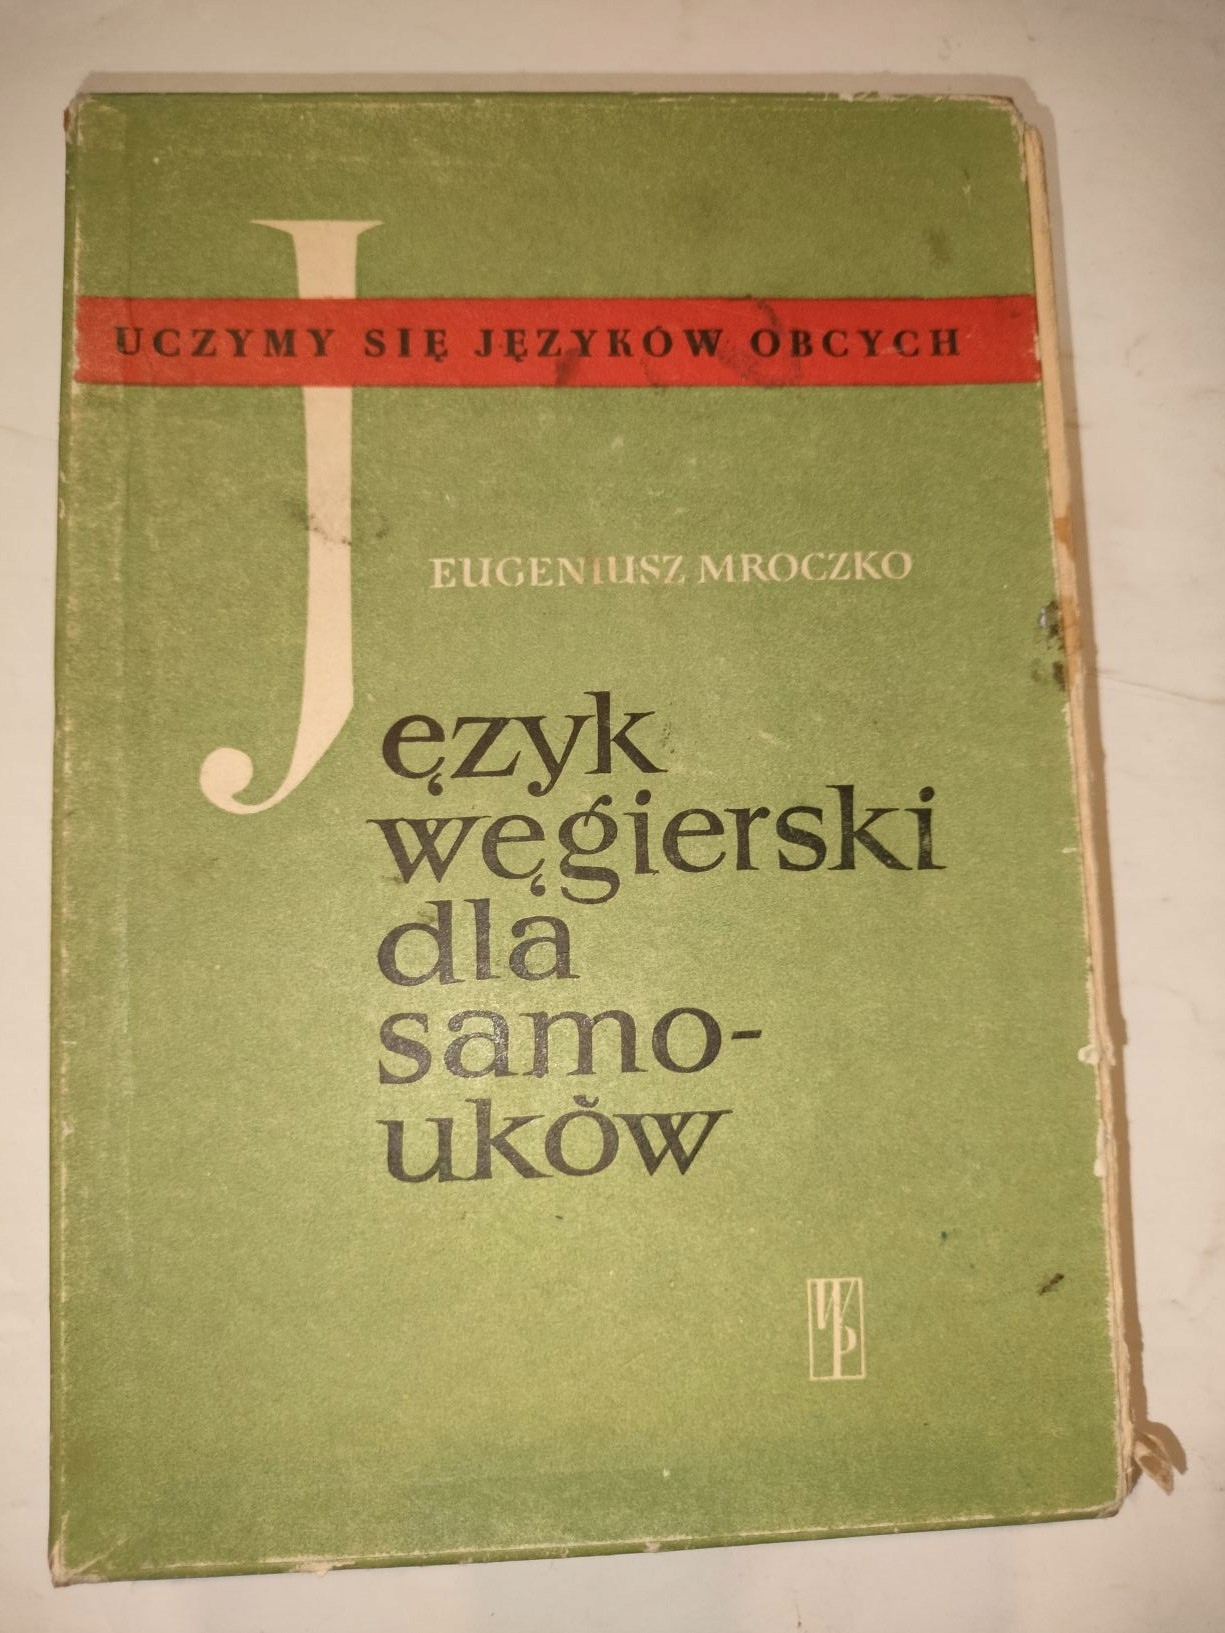 UCZYMY SIĘ JĘZYKÓW OBCYCH
EUGENIUSZ MROCZKO
Język
węgierski
dla
samo-
uków
WP